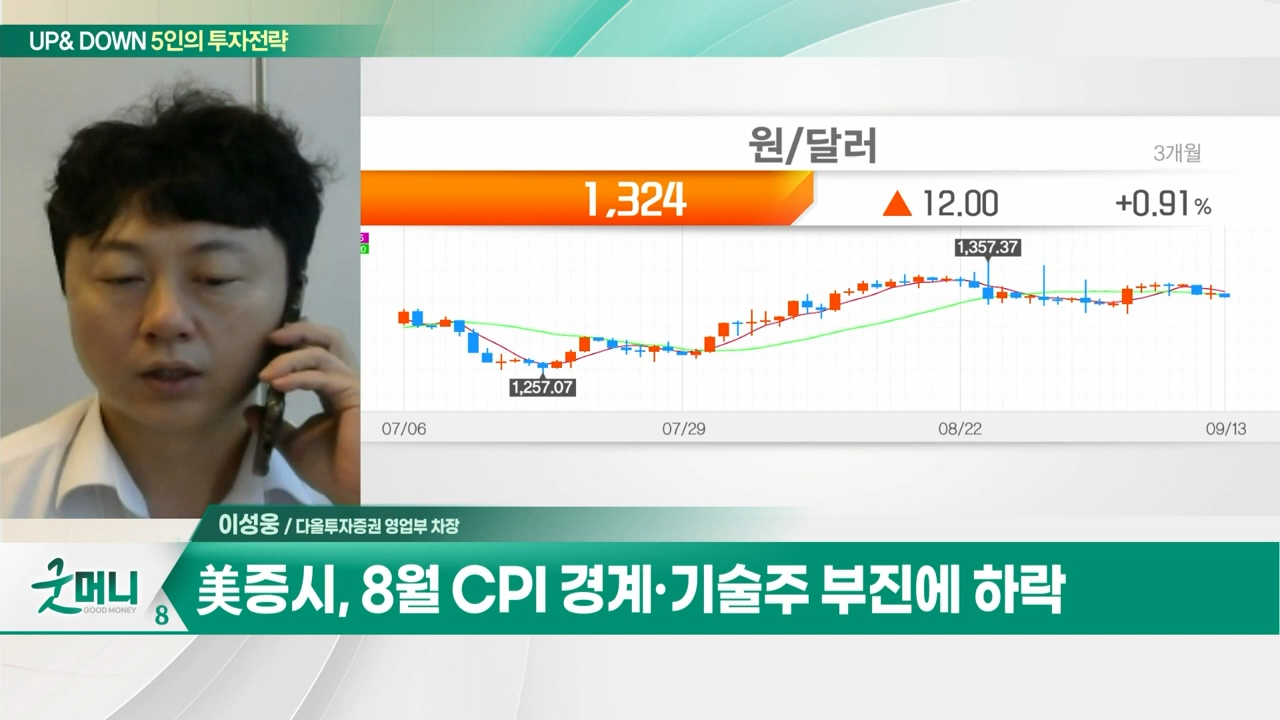 UP& DOWN 5인의 투자전략
원/달러
3개월
1,324
▲ 12.00
+0.91%
1,357.37
1,257.07
07/06
07/29
08/22
09/13
이성웅 / 다올투자증권 영업부 차장
굿머니
GOOD MONEY
8
美증시, 8월 CPI 경계·기술주 부진에 하락